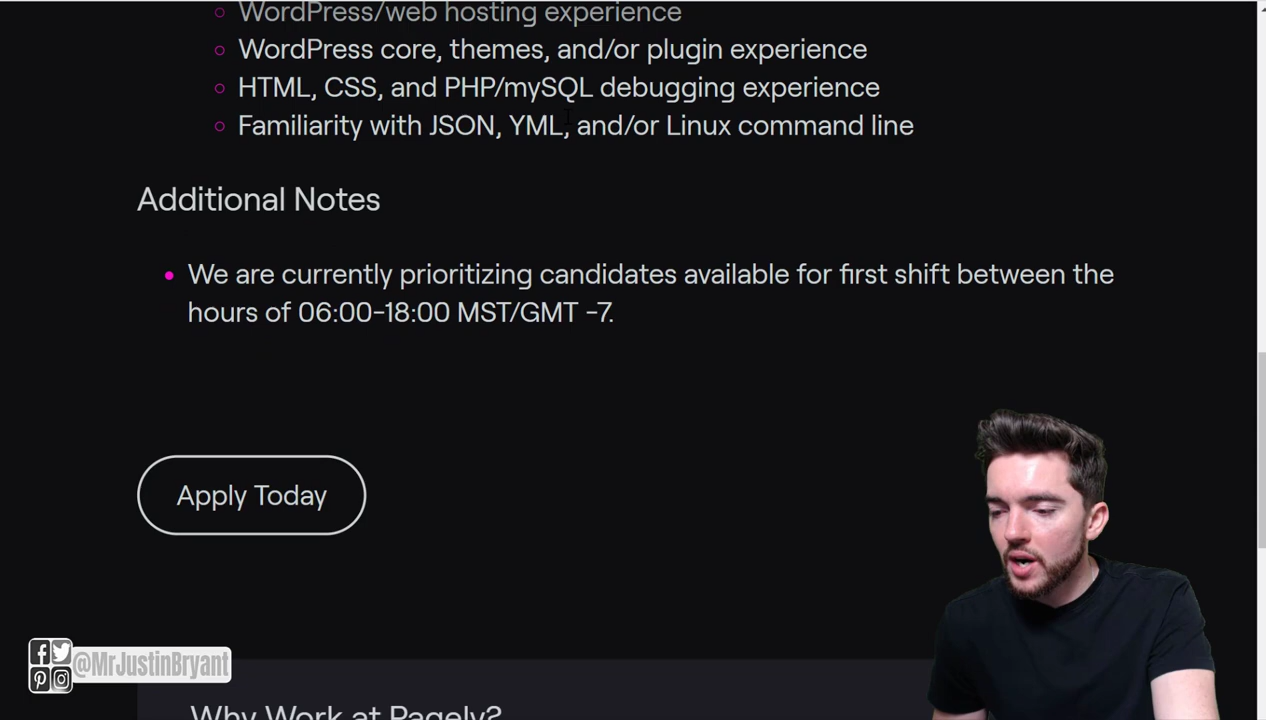 WordPress/web hosting experience
WordPress core, themes, and/or plugin experience
HTML, CSS, and PHP/mySQL debugging experience
Familiarity with JSON, YML, and/or Linux command line
Additional Notes
We are currently prioritizing candidates available for first shift between the
hours of 06:00-18:00 MST/GMT -7.
Apply Today
@MrJustinBryant
Why Work at Pagely?